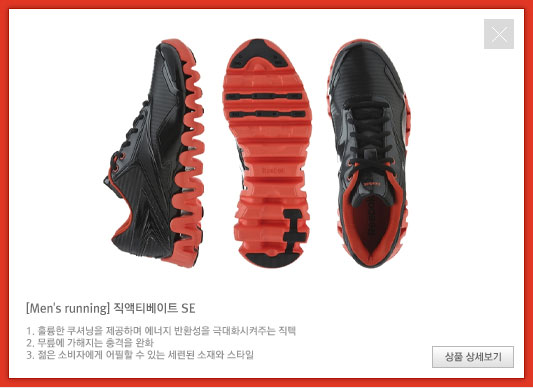 [Men's running] 직액티베이트 SE
1. 훌륭한 쿠셔닝을 제공하며 에너지 반환성을 극대화시켜주는 직텍
2. 무릎에 가해지는 충격을 완화
3. 젊은 소비자에게 어필할 수 있는 세련된 소재와 스타일
상품 상세보기